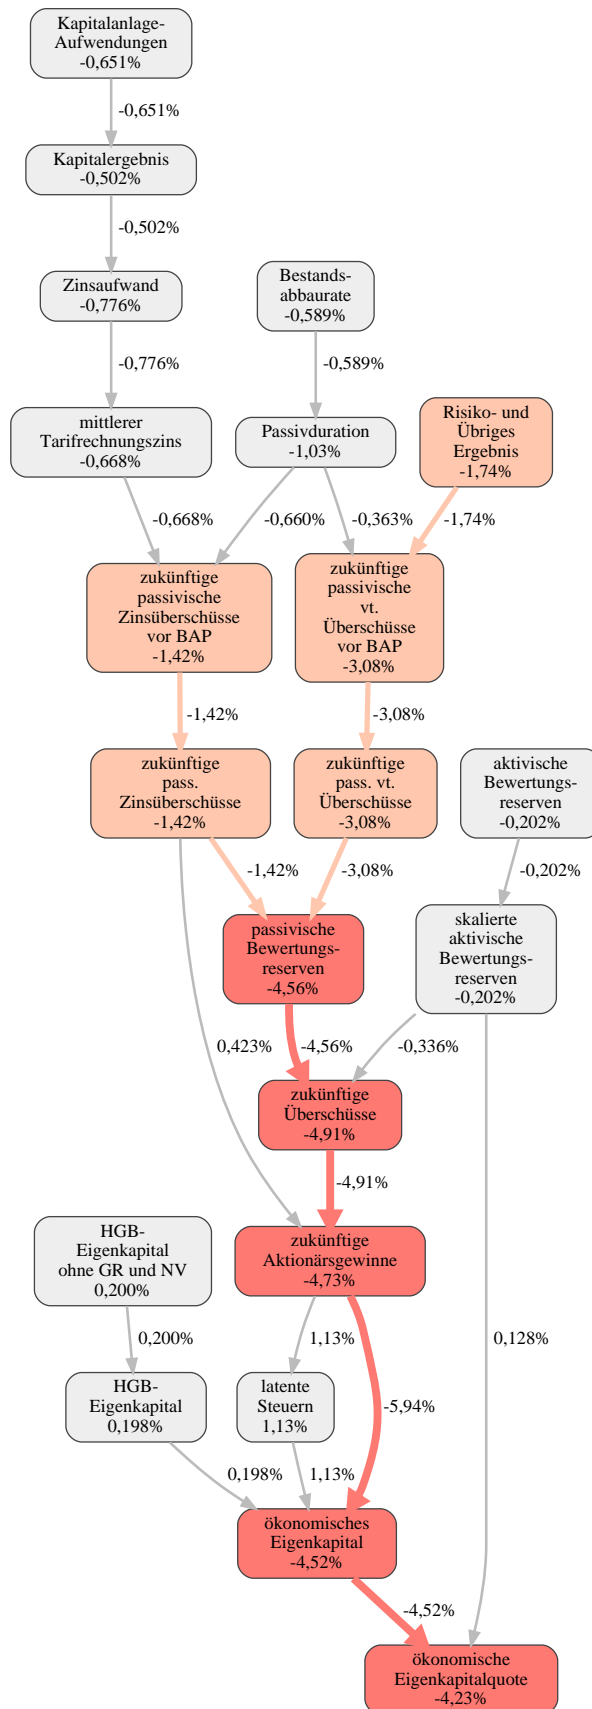 Kapitalanlage-
Aufwendungen
-0,651%
-0,651%
Kapitalergebnis
-0,502%
-0,502%
Zinsaufwand
-0,776%
Bestands-
abbaurate
-0,589%
-0,776%
-0,589%
mittlerer
Tarifrechnungszins
-0,668%
Passivduration
-1,03%
Risiko- und
Übriges
Ergebnis
-1,74%
-0,668%
-0,660%
-0,363%
-1,74%
zukünftige
passivische
Zinsüberschüsse
vor BAP
-1,42%
zukünftige
passivische
vt.
Überschüsse
vor BAP
-3,08%
-1,42%
-3,08%
zukünftige
pass.
Zinsüberschüsse
-1,42%
zukünftige
pass. vt.
Überschüsse
-3,08%
aktivische
Bewertungs-
reserven
-0,202%
-1,42%
-3,08%
-0,202%
passivische
Bewertungs-
reserven
-4,56%
skalierte
aktivische
Bewertungs-
reserven
-0,202%
0,423%
-4,56%
-0,336%
zukünftige
Überschüsse
-4,91%
-4,91%
HGB-
Eigenkapital
ohne GR und NV
0,200%
zukünftige
Aktionärsgewinne
-4,73%
0,200%
1,13%
0,128%
HGB-
Eigenkapital
0,198%
latente
Steuern
1,13%
-5,94%
0,198%
1,13%
ökonomisches
Eigenkapital
-4,52%
-4,52%
ökonomische
Eigenkapitalquote
-4,23%